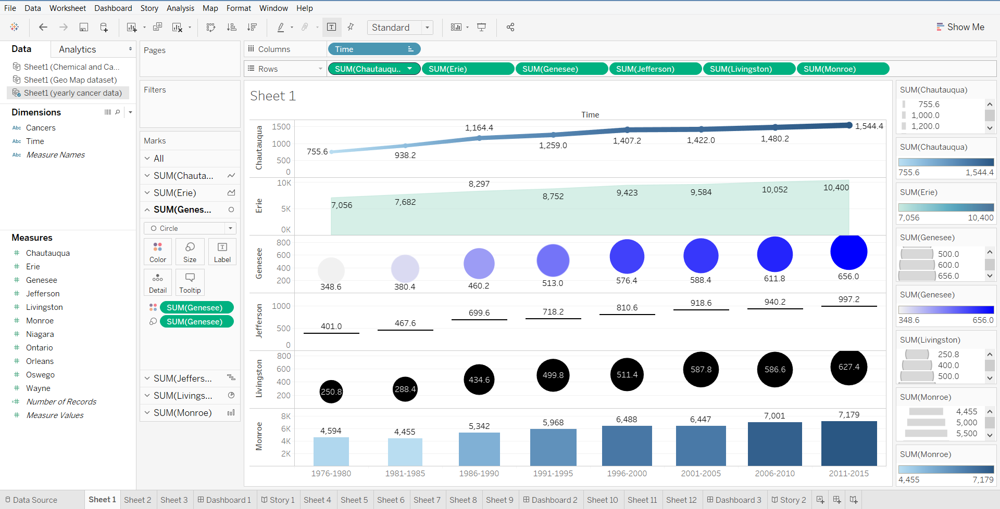 File Data Worksheet Dashboard Story Analysis Map Format Window Help
Standard
Show Me
Data
Analytics
Sheet1 (Chemical and Ca...
Sheet1 (Geo Map dataset)
Sheet1 (yearly cancer data)
Dimensions
Abc Cancers
Abc Time
Abc Measure Names
Measures
Chautauqua
Erie
Genesee
Jefferson
Livingston
Monroe
Niagara
Ontario
Orleans
Oswego
Wayne
Number of Records
Measure Values
Pages
Filters
Marks
All
SUM(Chauta...
SUM(Erie)
SUM(Genes...
Circle
Color Size Label
Detail Tooltip
SUM(Genesee)
SUM(Genesee)
SUM(Jeffers...
SUM(Livings...
SUM(Monroe)
Columns
Time
Rows
SUM(Chautauqu.. SUM(Erie) SUM(Genesee) SUM(Jefferson) SUM(Livingston) SUM(Monroe)
Sheet 1
Time
Chautauqua
1500
1000
500
0
755.6 938.2 1,164.4 1,259.0 1,407.2 1,422.0 1,480.2 1,544.4
Erie
10K
5K
0K
7,056 7,682 8,297 8,752 9,423 9,584 10,052 10,400
Genesee
800
600
400
200
348.6 380.4 460.2 513.0 576.4 588.4 611.8 656.0
Jefferson
1000
500
0
401.0 467.6 699.6 718.2 810.6 918.6 940.2 997.2
Livingston
800
600
400
200
250.8 288.4 434.6 499.8 511.4 587.8 586.6 627.4
Monroe
8K
6K
4K
2K
4,594 4,455 5,342 5,968 6,488 6,447 7,001 7,179
1976-1980 1981-1985 1986-1990 1991-1995 1996-2000 2001-2005 2006-2010 2011-2015
SUM(Chautauqua)
755.6
1,000.0
1,200.0
SUM(Chautauqua)
755.6 1,544.4
SUM(Erie)
7,056 10,400
SUM(Genesee)
500.0
600.0
656.0
SUM(Genesee)
348.6 656.0
SUM(Livingston)
250.8
400.0
500.0
SUM(Monroe)
4,455
5,000
5,500
SUM(Monroe)
4,455 7,179
Data Source Sheet 1 Sheet 2 Sheet 3 Dashboard 1 Story 1 Sheet 4 Sheet 5 Sheet 6 Sheet 7 Sheet 8 Sheet 9 Dashboard 2 Sheet 10 Sheet 11 Sheet 12 Dashboard 3 Story 2